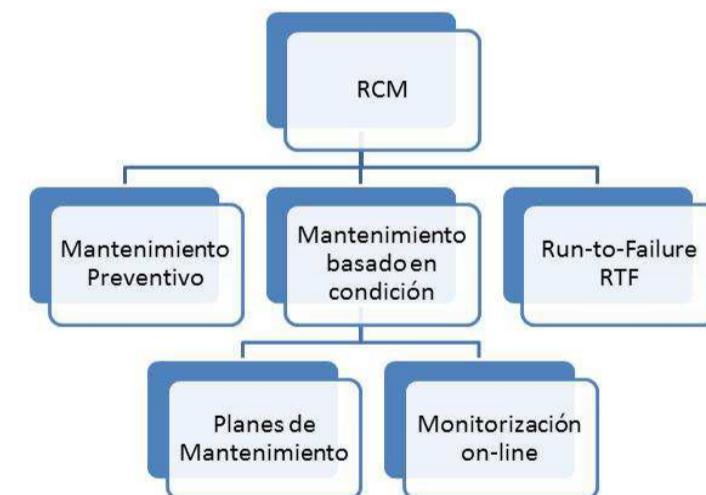 RCM
Mantenimiento
Preventivo
Mantenimiento
basado en
condición
Run-to-Failure
RTF
Planes de
Mantenimiento
Monitorización
on-line